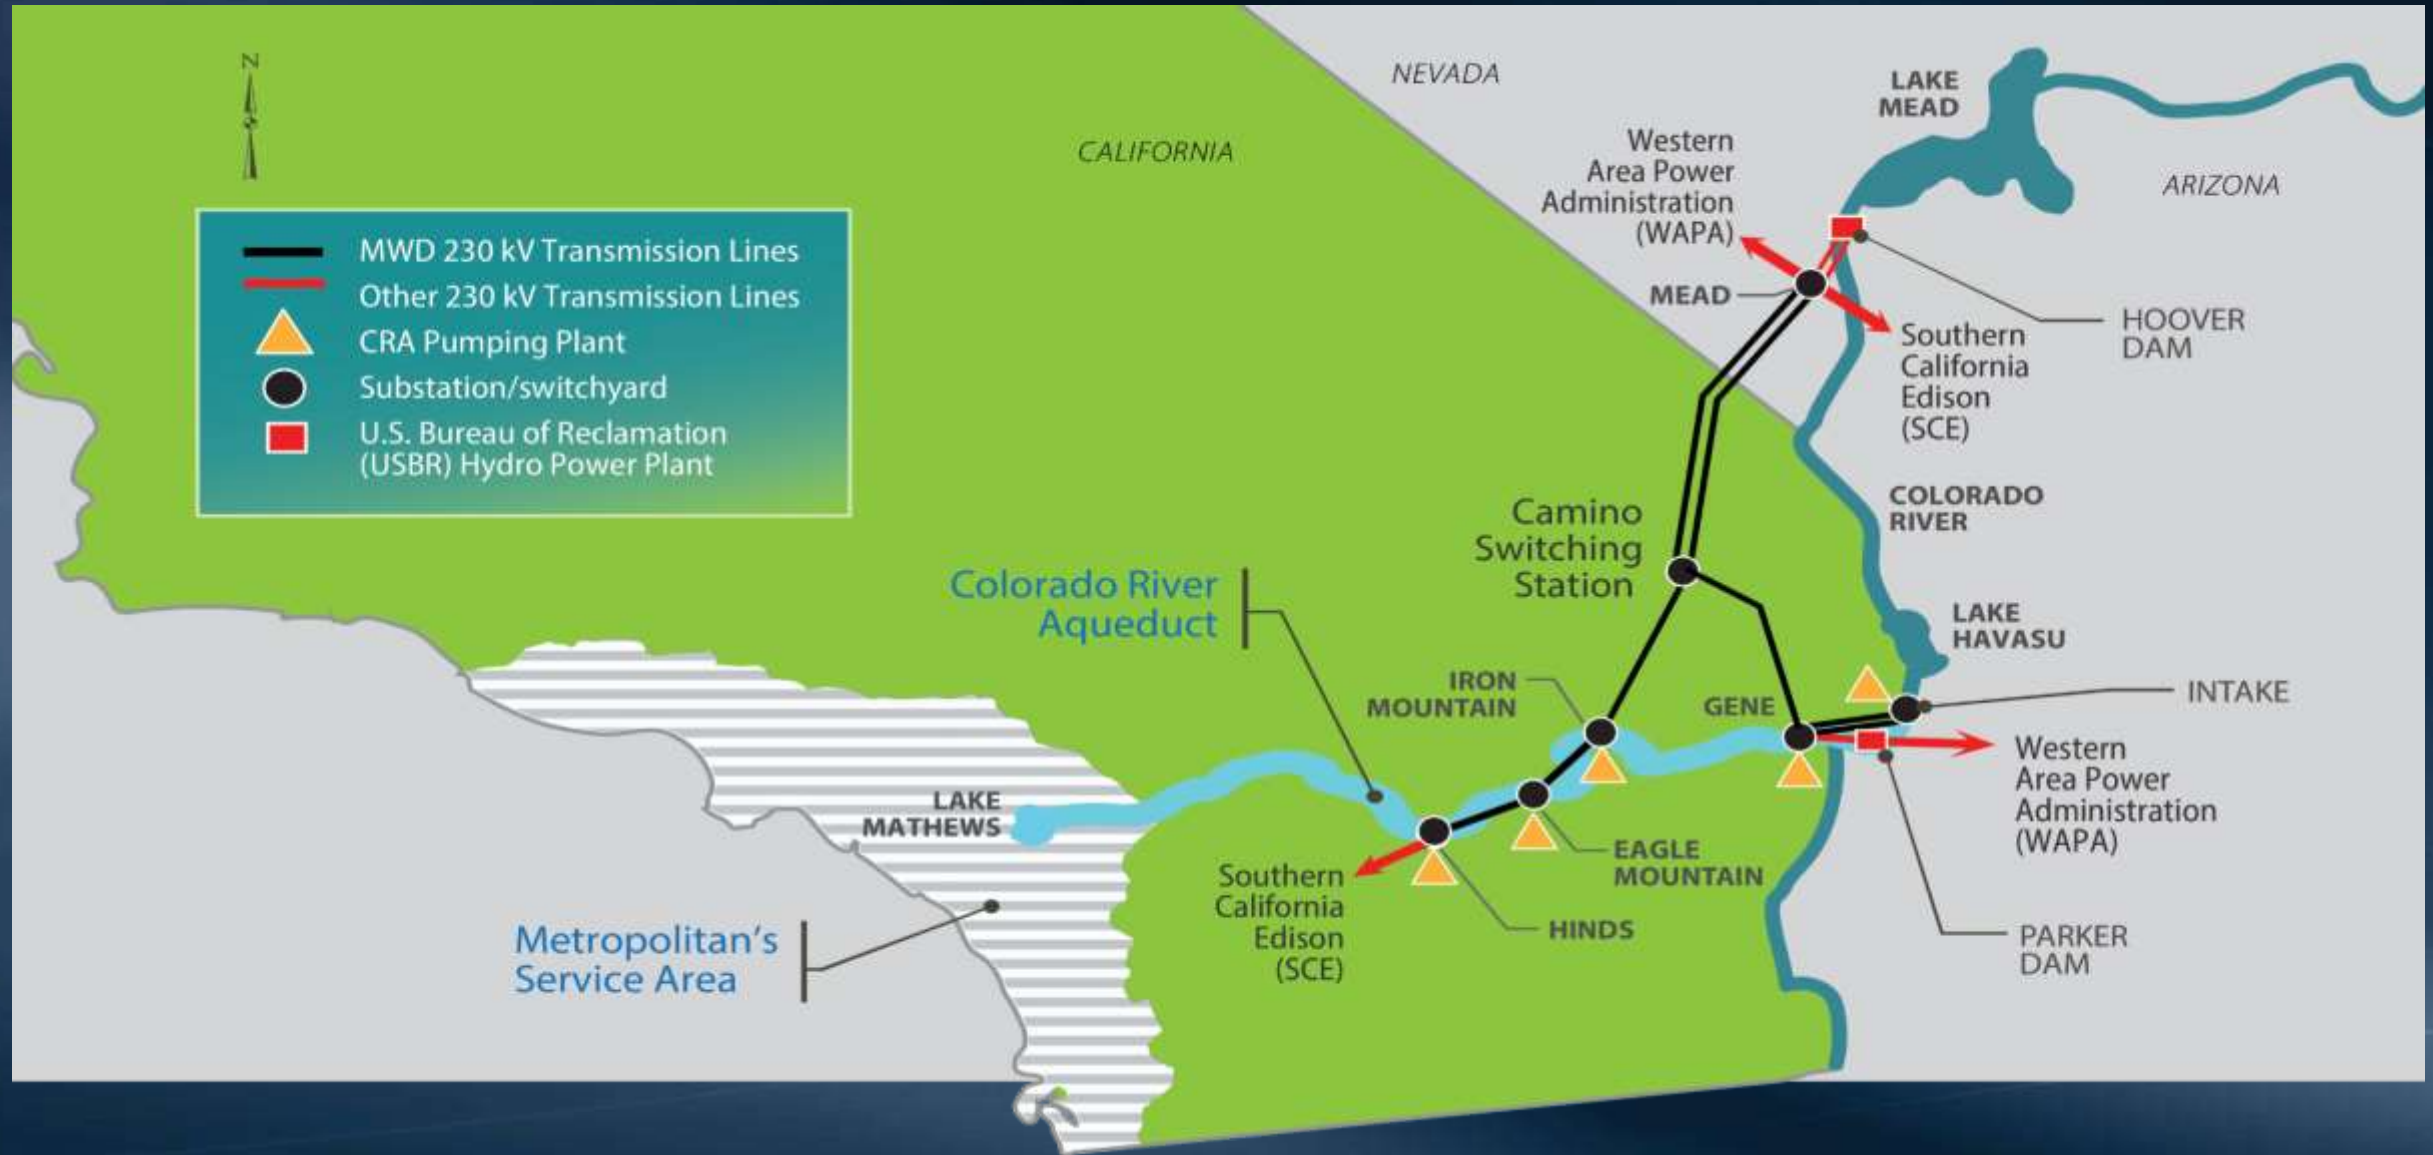 N
NEVADA
CALIFORNIA
LAKE
MEAD
ARIZONA
Western
Area Power
Administration
(WAPA)
MWD 230 kV Transmission Lines
Other 230 kV Transmission Lines
CRA Pumping Plant
Substation/switchyard
U.S. Bureau of Reclamation
(USBR) Hydro Power Plant
MEAD
HOOVER
DAM
Southern
California
Edison
(SCE)
COLORADO
RIVER
Camino
Switching
Station
Colorado River
Aqueduct
LAKE
HAVASU
IRON
MOUNTAIN
GENE
INTAKE
Western
Area Power
Administration
(WAPA)
LAKE
MATHEWS
EAGLE
MOUNTAIN
Southern
California
Edison
(SCE)
HINDS
Metropolitan's
Service Area
PARKER
DAM